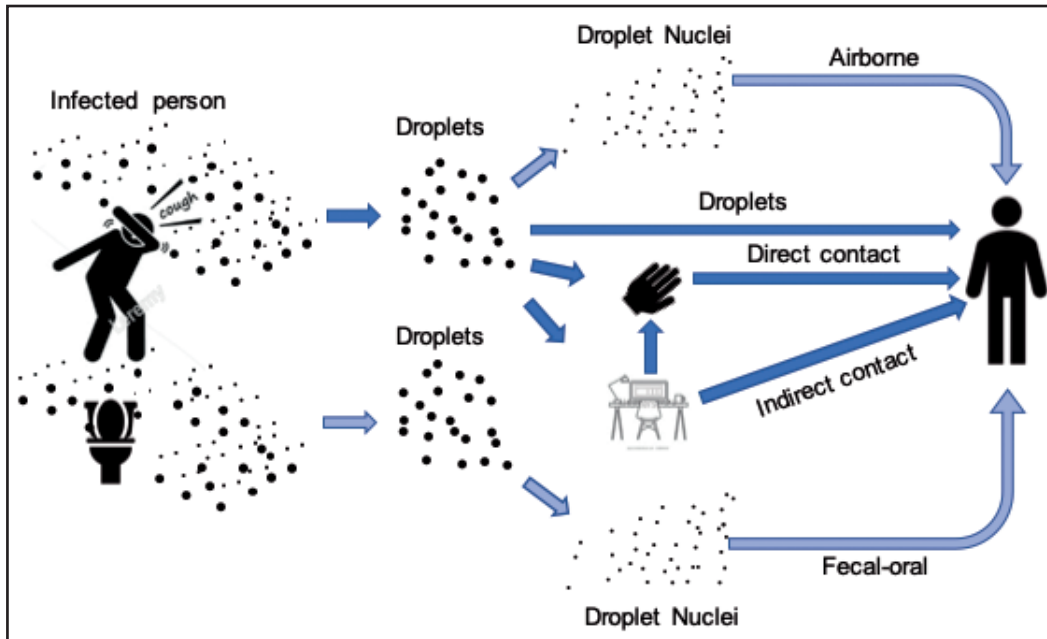 Droplet Nuclei
Airborne
Infected person
Droplets
cough
Droplets
Direct contact
Droplets
Indirect contact
Fecal-oral
Droplet Nuclei